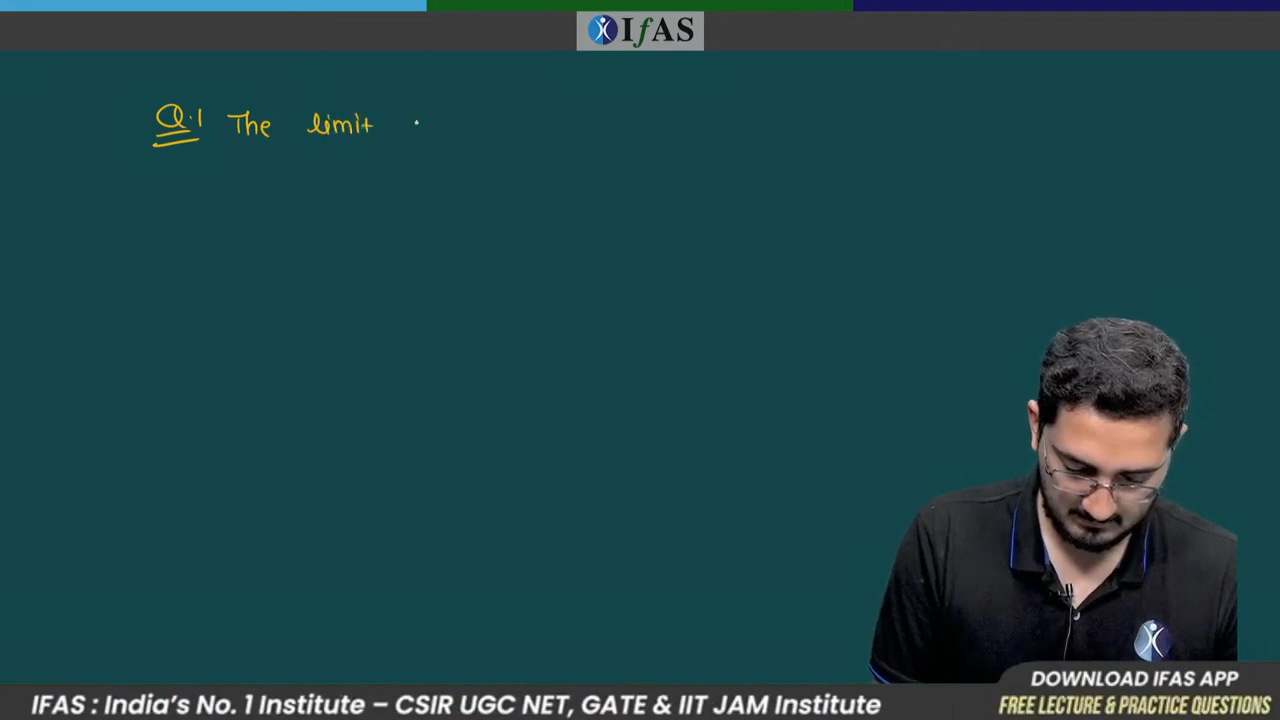 IfAS
Q.1 The limit
DOWNLOAD IFAS APP
FREE LECTURE & PRACTICE QUESTIONS
IFAS : India's No. 1 Institute – CSIR UGC NET, GATE & IIT JAM Institute